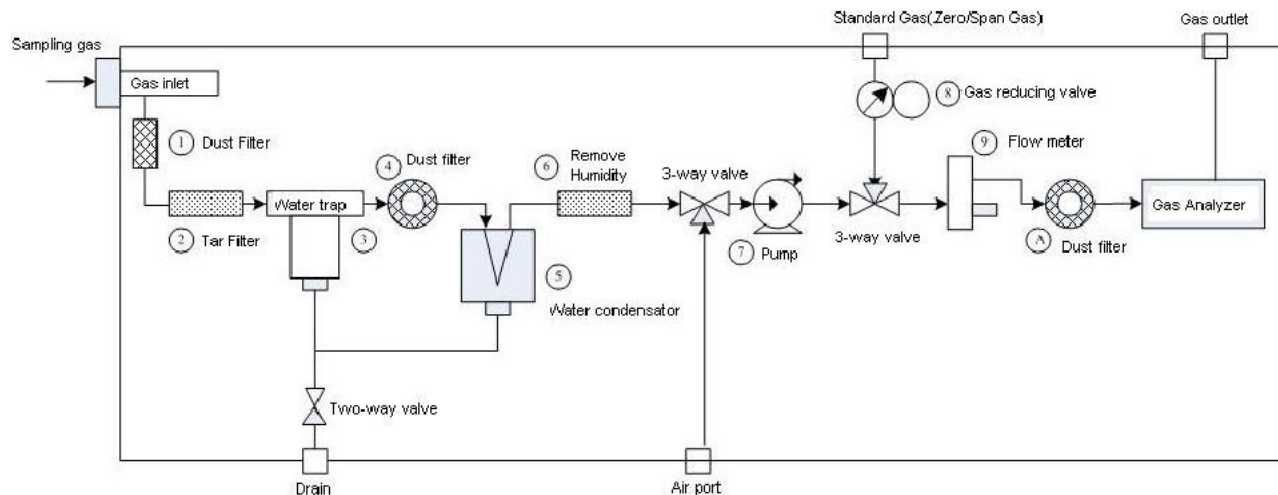 Standard Gas(Zero/Span Gas)
Gas outlet
Sampling gas
Gas inlet
8 Gas reducing valve
1 Dust Filter
4 Dust filter
6 Remove
Humidity
3-way valve
9 Flow meter
Water trap
Gas Analyzer
2 Tar Filter
3
7 Pump
3-way valve
A Dust filter
5
Water condensator
Two-way valve
Drain
Air port